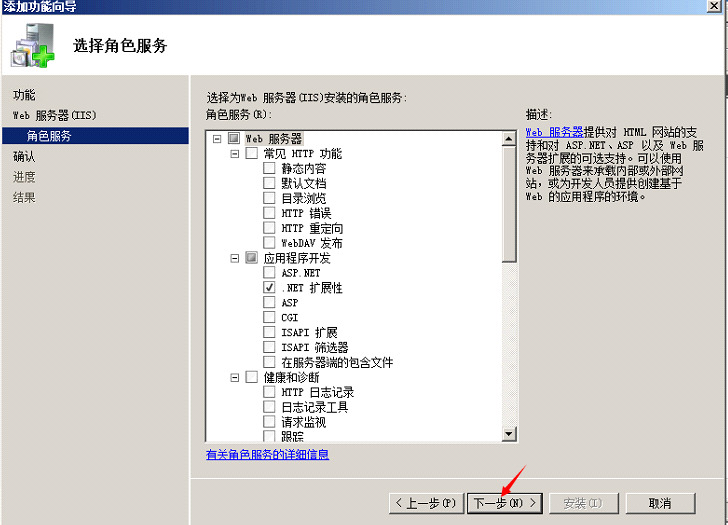 添加功能向导
选择角色服务
功能
Web 服务器(IIS)
角色服务
确认
进度
结果
选择为Web 服务器(IIS)安装的角色服务:
角色服务(R):
Web 服务器
常见 HTTP 功能
静态内容
默认文档
目录浏览
HTTP 错误
HTTP 重定向
WebDAV 发布
应用程序开发
ASP.NET
.NET 扩展性
ASP
CGI
ISAPI 扩展
ISAPI 筛选器
在服务器端的包含文件
健康和诊断
HTTP 日志记录
日志记录工具
请求监视
跟踪
有关角色服务的详细信息
描述:
Web 服务器提供对 HTML 网站的支
持和对 ASP.NET、ASP 以及 Web 服
务器扩展的可选支持。可以使用
Web 服务器来承载内部或外部网
站，或为开发人员提供创建基于
Web 的应用程序的环境。
< 上一步(P)
下一步(N) >
安装(I)
取消